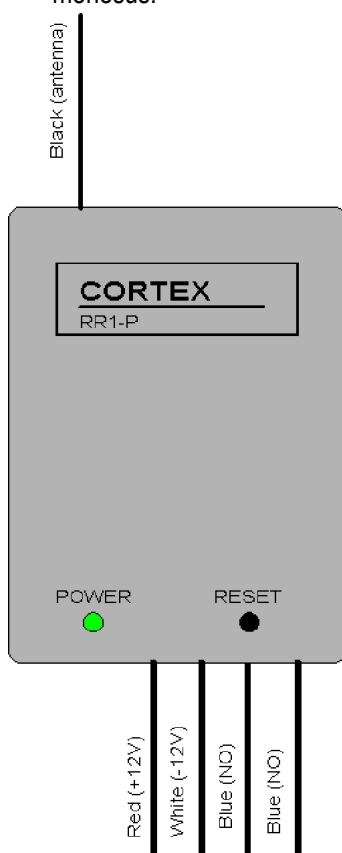 Black (antenna)
CORTEX
RR1-P
POWER
RESET
Red (+12V)
White (-12V)
Blue (NO)
Blue (NO)